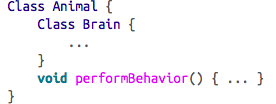 Class Animal {
    Class Brain {
        ...
    }
    void performBehavior() { ... }
}